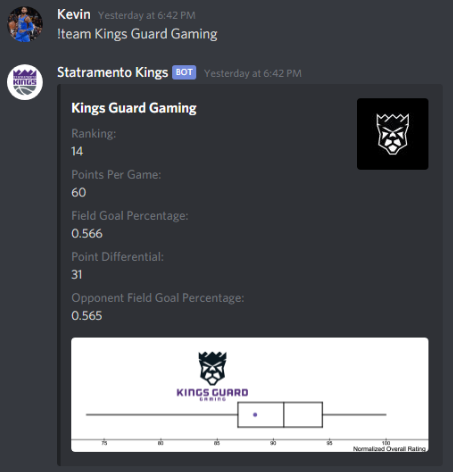 Kevin Yesterday at 6:42 PM
!team Kings Guard Gaming
Statramento Kings BOT Yesterday at 6:42 PM
Kings Guard Gaming
Ranking:
14
Points Per Game:
60
Field Goal Percentage:
0.566
Point Differential:
31
Opponent Field Goal Percentage:
0.565
KINGS GUARD
GAMING
75 80 85 90 95 100
Normalized Overall Rating